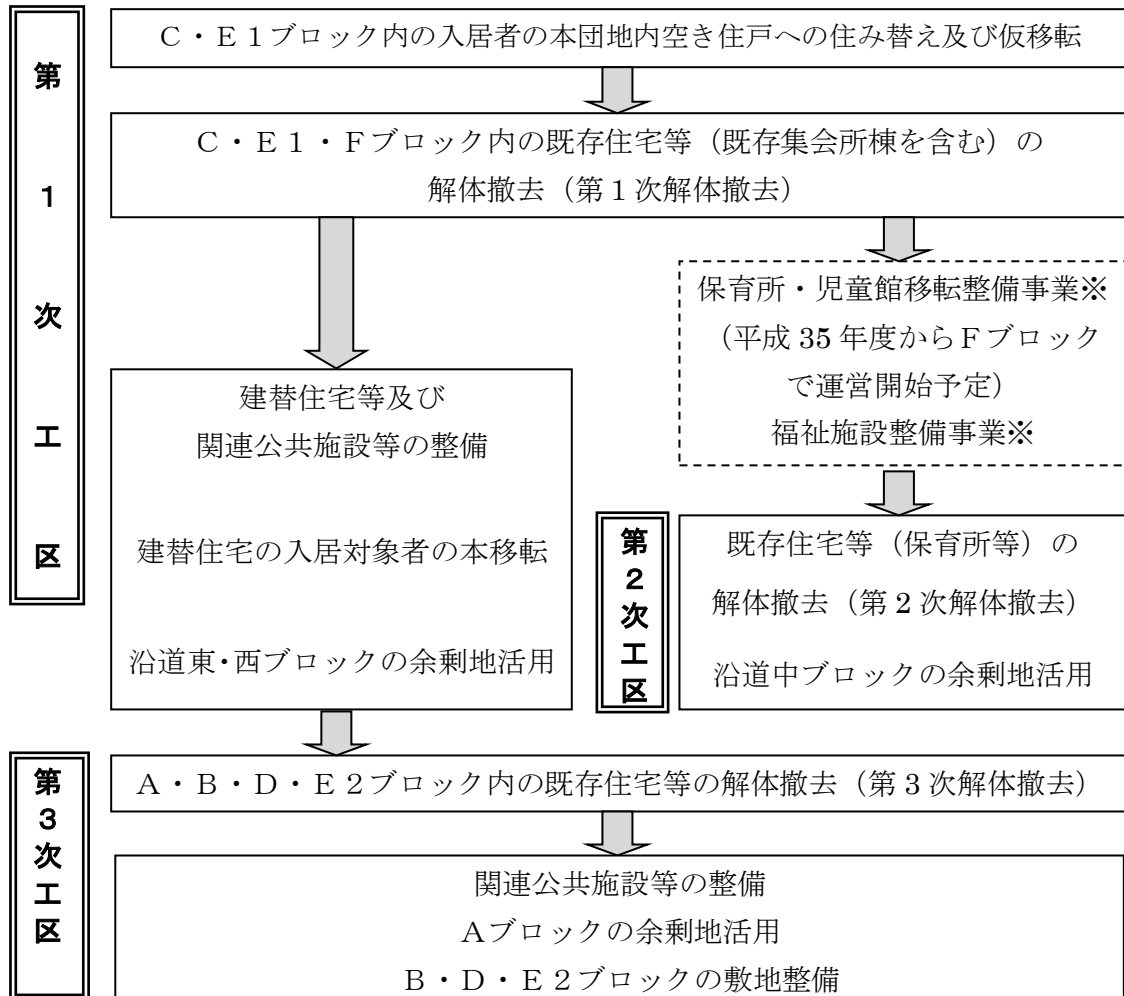 第1次工区
C・E1ブロック内の入居者の本団地内空き住戸への住み替え及び仮移転
C・E1・Fブロック内の既存住宅等（既存集会所棟を含む）の
解体撤去（第1次解体撤去）
建替住宅等及び
関連公共施設等の整備
建替住宅の入居対象者の本移転
沿道東・西ブロックの余剰地活用
保育所・児童館移転整備事業※
（平成 35 年度からFブロック
で運営開始予定）
福祉施設整備事業※
第2次工区
既存住宅等（保育所等）の
解体撤去（第2次解体撤去）
沿道中ブロックの余剰地活用
第3次工区
A・B・D・E2ブロック内の既存住宅等の解体撤去（第3次解体撤去）
関連公共施設等の整備
Aブロックの余剰地活用
B・D・E2ブロックの敷地整備